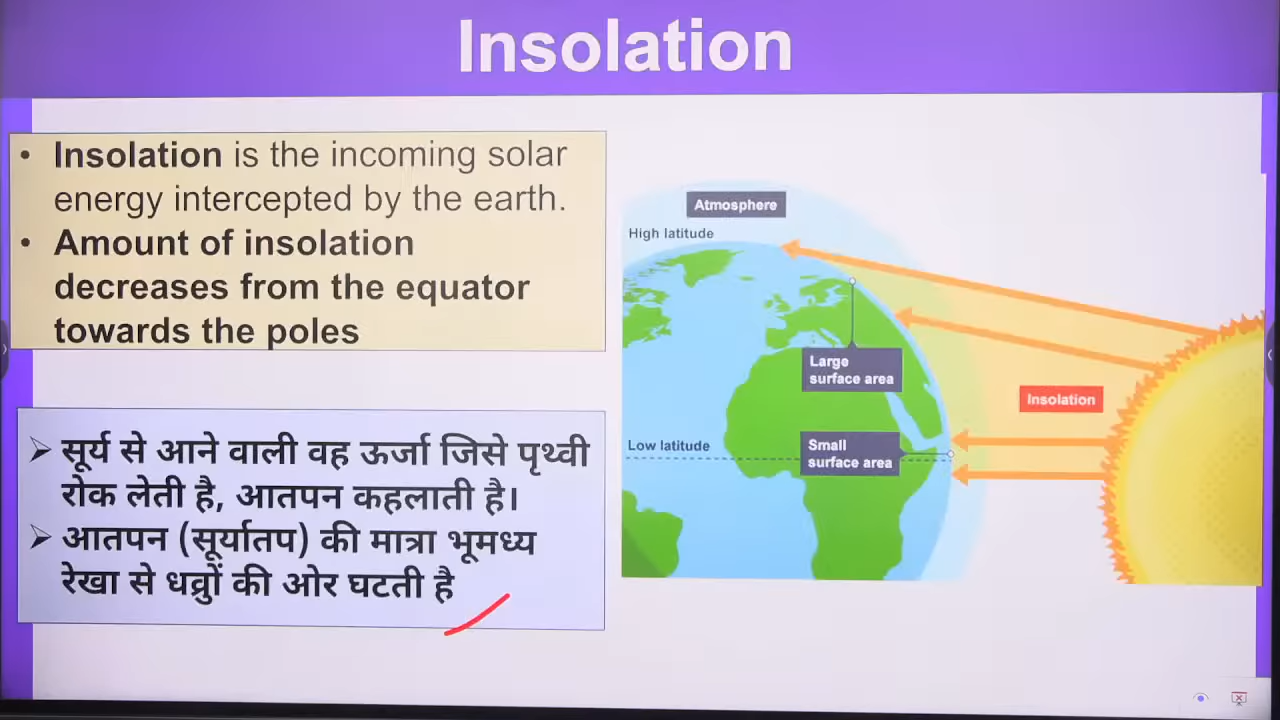 Insolation
• Insolation is the incoming solar
energy intercepted by the earth.
• Amount of insolation
decreases from the equator
towards the poles
➢ सूर्य से आने वाली वह ऊर्जा जिसे पृथ्वी
रोक लेती है, आतपन कहलाती है।
➢ आतपन (सूर्यातप) की मात्रा भूमध्य
रेखा से धव्रुों की ओर घटती है
Atmosphere
High latitude
Large
surface area
Insolation
Low latitude
Small
surface area